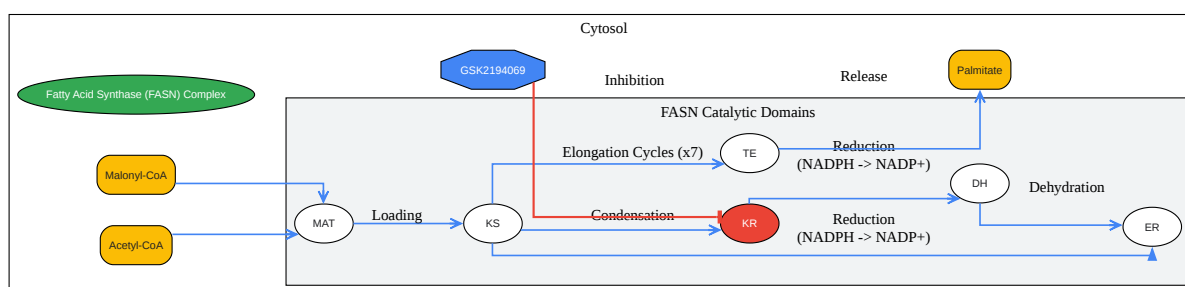 Cytosol
GSK2194069
Inhibition
Release
Palmitate
Fatty Acid Synthase (FASN) Complex
FASN Catalytic Domains
Elongation Cycles (x7)
TE
Reduction
(NADPH -> NADP+)
Malonyl-CoA
DH
Dehydration
MAT
Loading
KS
Condensation
KR
Reduction
(NADPH -> NADP+)
ER
Acetyl-CoA